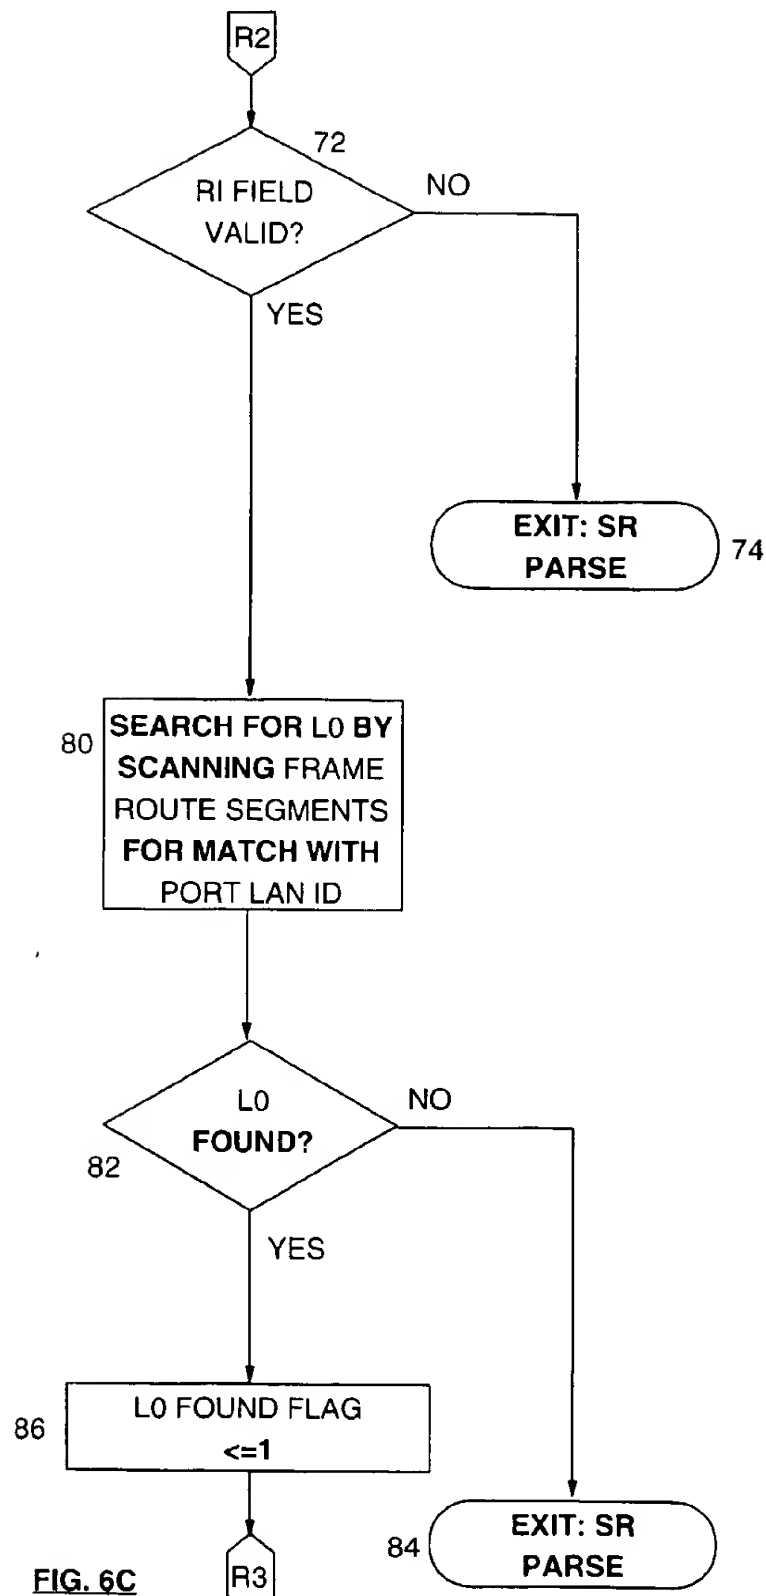 R2
72
RI FIELD
VALID?
NO
YES
EXIT: SR
PARSE
74
80
SEARCH FOR L0 BY
SCANNING FRAME
ROUTE SEGMENTS
FOR MATCH WITH
PORT LAN ID
L0
FOUND?
NO
82
YES
L0 FOUND FLAG
<=1
86
EXIT: SR
PARSE
84
R3
FIG. 6C